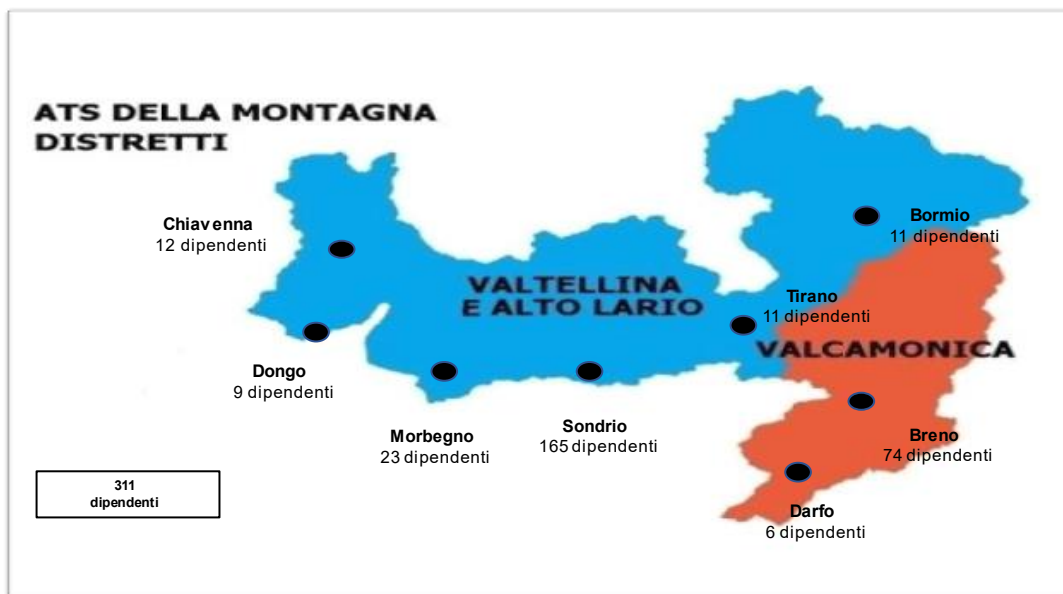 ATS DELLA MONTAGNA
DISTRETTI
Chiavenna
12 dipendenti
Bormio
11 dipendenti
VALTELLINA
E ALTO LARIO
Tirano
11 dipendenti
VALCAMONICA
Dongo
9 dipendenti
Morbegno
23 dipendenti
Sondrio
165 dipendenti
Breno
74 dipendenti
311
dipendenti
Darfo
6 dipendenti